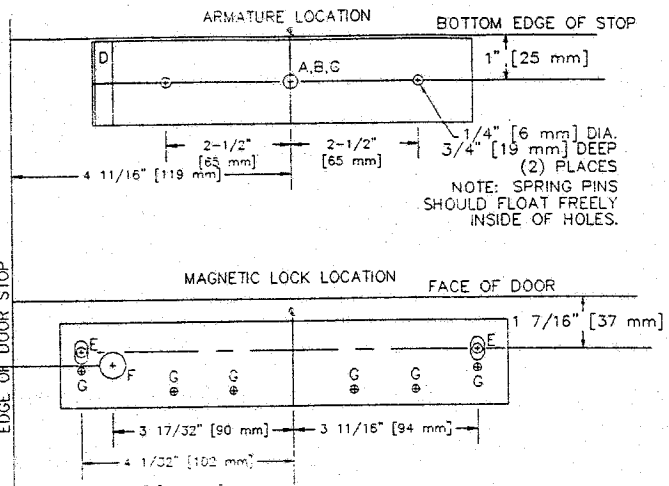 ARMATURE LOCATION
BOTTOM EDGE OF STOP
1" [25 mm]
D
A,B,G
2-1/2"
[65 mm]
2-1/2"
[65 mm]
1/4" [6 mm] DIA.
3/4" [19 mm] DEEP
(2) PLACES
4 11/16" [119 mm]
NOTE: SPRING PINS
SHOULD FLOAT FREELY
INSIDE OF HOLES.
EDGE OF DOOR STOP
MAGNETIC LOCK LOCATION
FACE OF DOOR
1 7/16" [37 mm]
E
E
F
G
G
G
G
G
G
3 17/32" [90 mm]
3 11/16" [94 mm]
4 1/32" [102 mm]